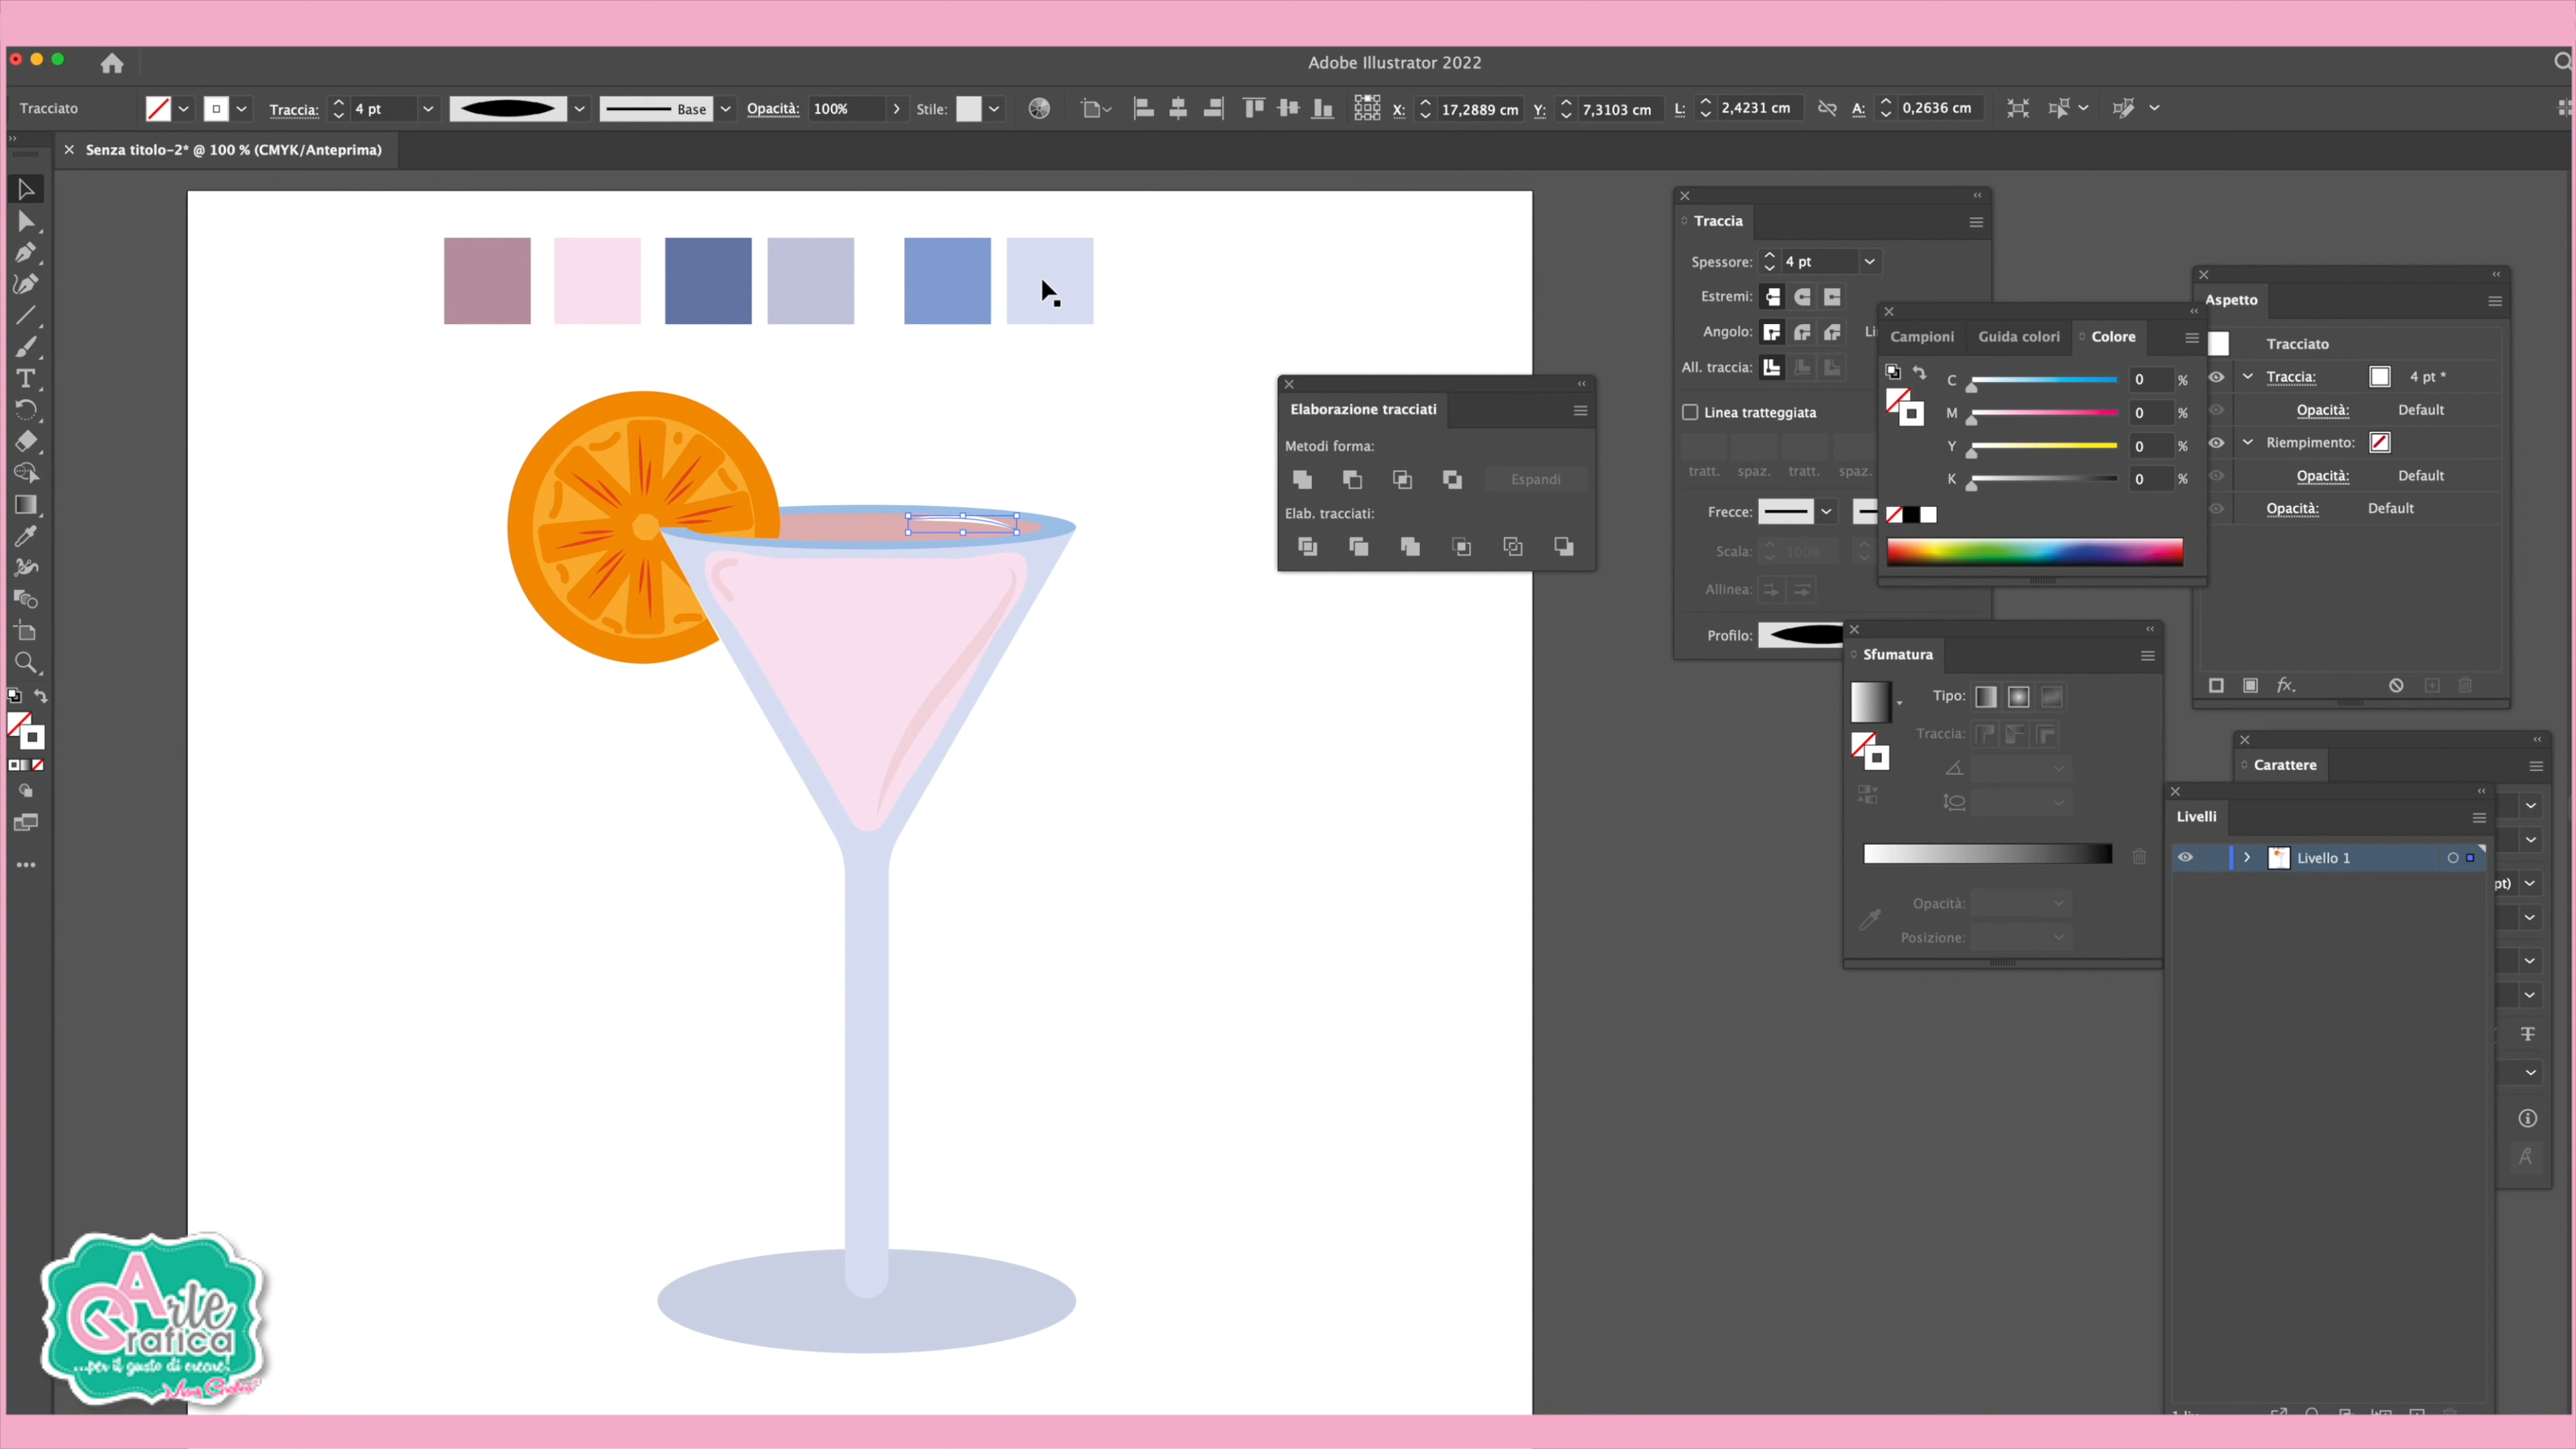 Adobe Illustrator 2022
Tracciato
Traccia: 4 pt
Base
Opacità: 100%
Stile:
X: 17,2889 cm
Y: 7,3103 cm
L: 2,4231 cm
A: 0,2636 cm
Senza titolo-2* @ 100 % (CMYK/Anteprima)
Traccia
Spessore: 4 pt
Estremi:
Angolo:
All. traccia:
Linea tratteggiata
tratt. spaz. tratt. spaz.
Frecce:
Scala: 100%
Allinea:
Profilo:
Elaborazione tracciati
Metodi forma:
Espandi
Elab. tracciati:
Campioni Guida colori Colore
C 0 %
M 0 %
Y 0 %
K 0 %
Aspetto
Tracciato
Traccia: 4 pt *
Opacità: Default
Riempimento:
Opacità: Default
Opacità: Default
fx.
Sfumatura
Tipo:
Traccia:
Opacità:
Posizione:
Carattere
pt)
Livelli
Livello 1
Arte
Grafica
...per il gusto di creare!